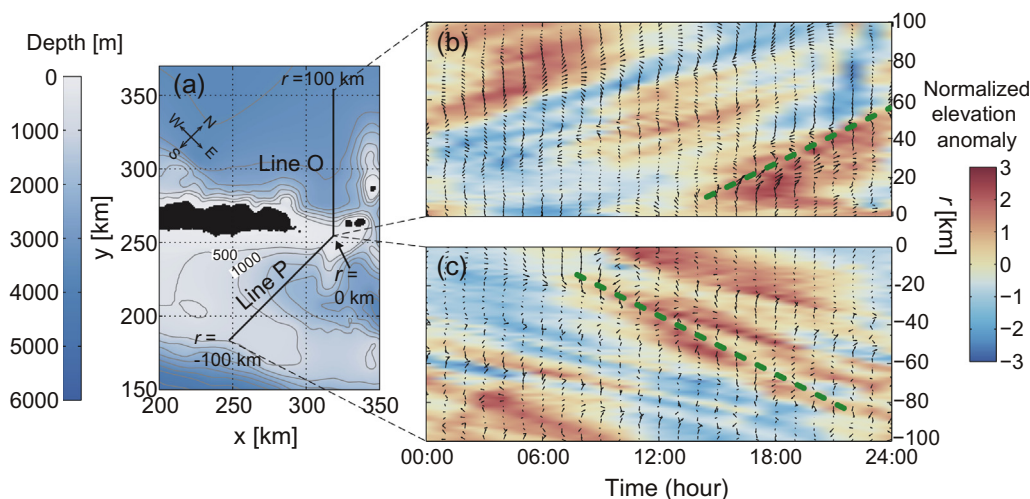 Depth [m]
0
1000
2000
3000
4000
5000
6000
(a)
r=100 km
W
N
S
E
Line O
500
1000
Line P
r =
0 km
r =
-100 km
350
300
250
200
150
y [km]
200
250
300
350
x [km]
(b)
100
80
60
40
20
0
(c)
0
−20
−40
−60
−80
−100
r [km]
00:00
06:00
12:00
18:00
24:00
Time (hour)
Normalized
elevation
anomaly
3
2
1
0
−1
−2
−3